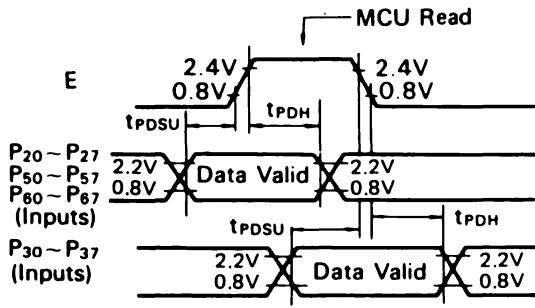 MCU Read
E
2.4V
2.4V
0.8V
0.8V
tPDSU
tPDH
P20~P27
2.2V
2.2V
P50~P57
Data Valid
0.8V
0.8V
P60~P67
(Inputs)
tPDSU
tPDH
P30~P37
(Inputs)
2.2V
2.2V
Data Valid
0.8V
0.8V